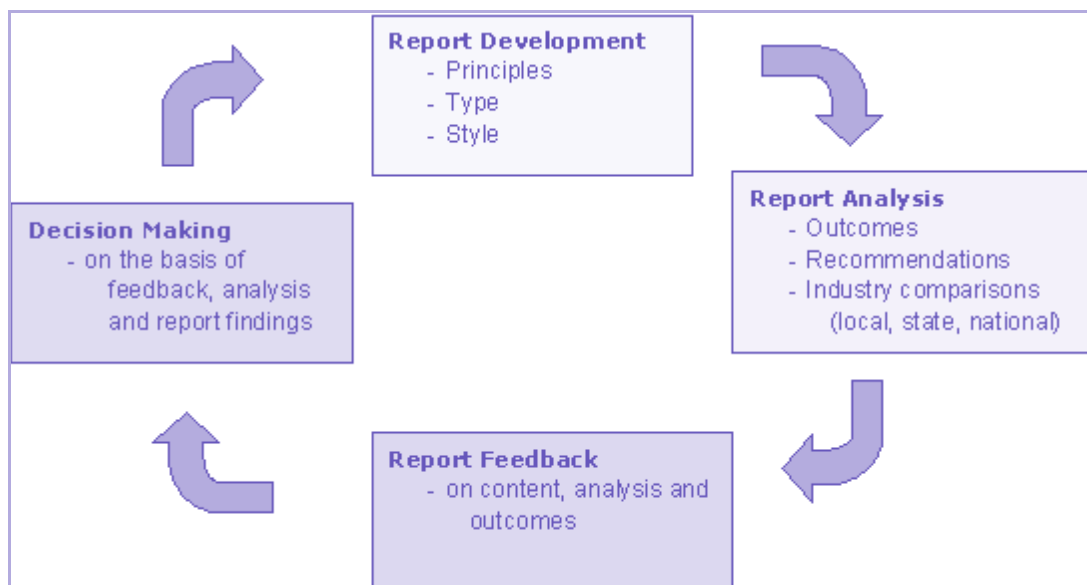 Report Development
- Principles
- Type
- Style
Report Analysis
- Outcomes
- Recommendations
- Industry comparisons
(local, state, national)
Report Feedback
- on content, analysis and
outcomes
Decision Making
- on the basis of
feedback, analysis
and report findings